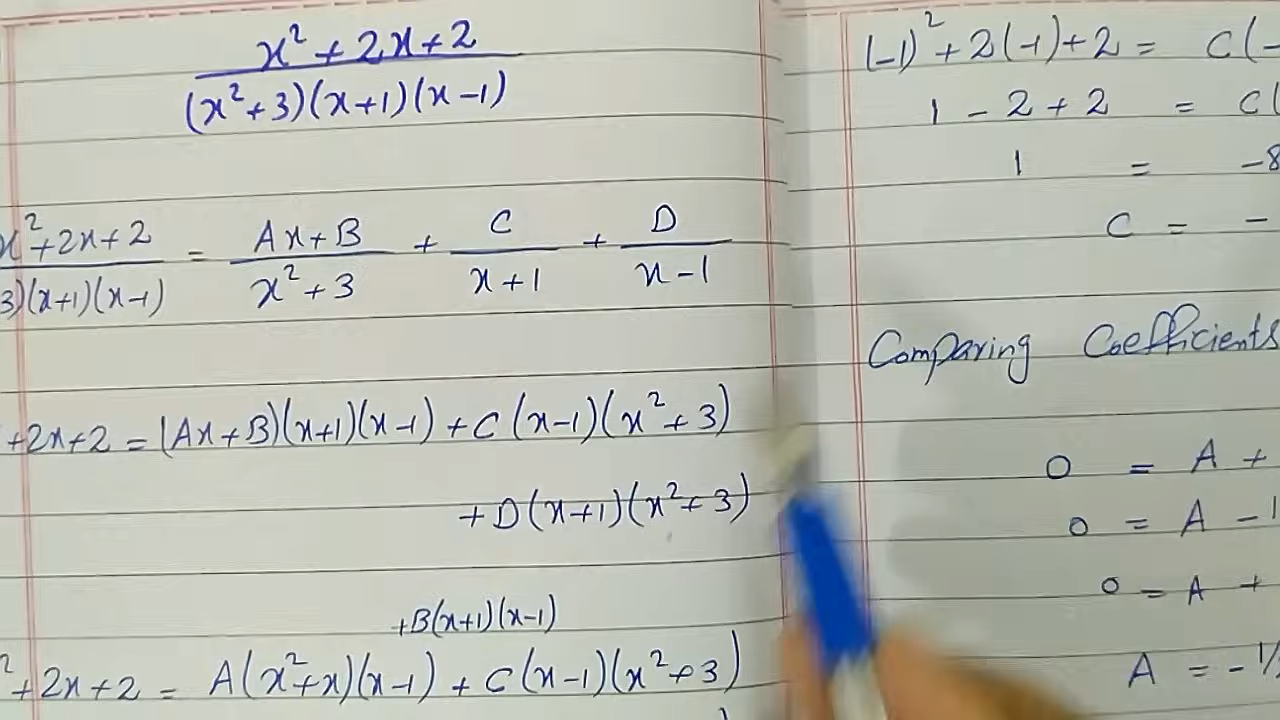 x² + 2x + 2
(x² + 3)(x + 1)(x - 1)
x² + 2x + 2 = Ax + B + C + D
3)(x + 1)(x - 1) x² + 3 x + 1 x - 1
+ 2x + 2 = (Ax + B)(x + 1)(x - 1) + C(x - 1)(x² + 3)
+ D(x + 1)(x² + 3)
+ B(x + 1)(x - 1)
² + 2x + 2 = A(x² + x)(x - 1) + C(x - 1)(x² + 3)
(-1)² + 2(-1) + 2 = C(-
1 - 2 + 2 = C(
1 = -8
C = -
Comparing Coefficients
0 = A +
0 = A - 1
0 = A +
A = - 1/